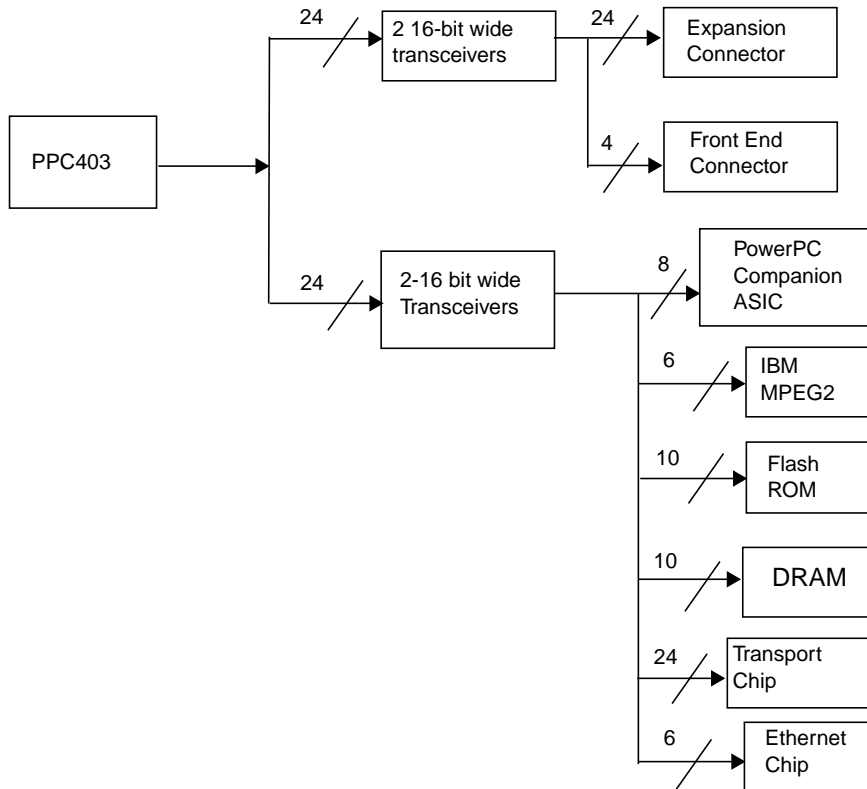 24
2 16-bit wide
transceivers
24
Expansion
Connector
PPC403
4
Front End
Connector
24
2-16 bit wide
Transceivers
8
PowerPC
Companion
ASIC
6
IBM
MPEG2
10
Flash
ROM
10
DRAM
24
Transport
Chip
6
Ethernet
Chip